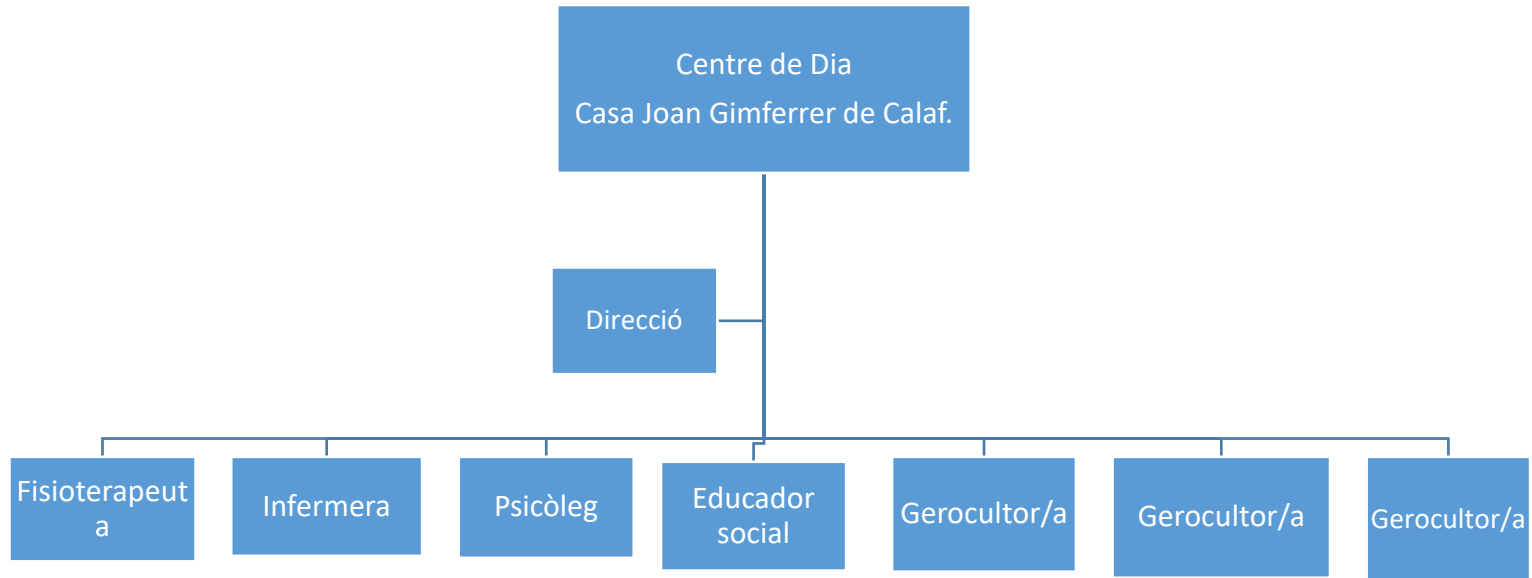 Centre de Dia
Casa Joan Gimferrer de Calaf.
Direcció
Fisioterapeut
a
Infermera
Psicòleg
Educador
social
Gerocultor/a
Gerocultor/a
Gerocultor/a